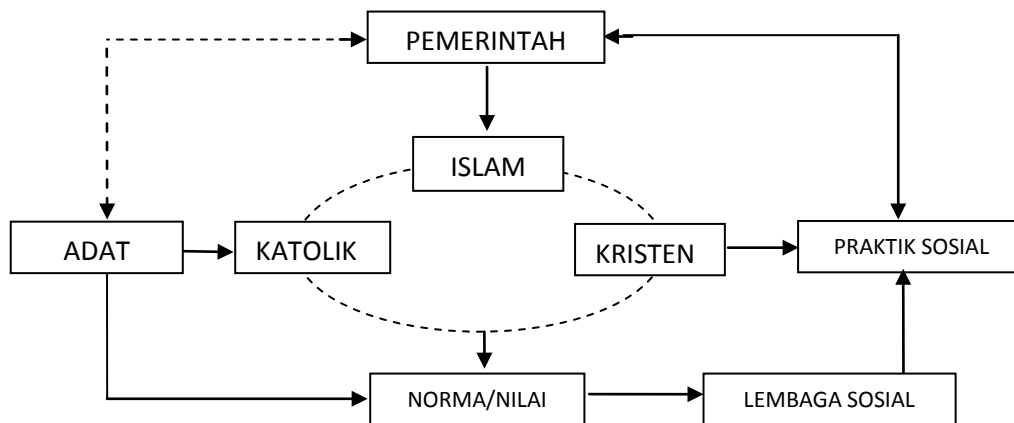 PEMERINTAH
ISLAM
ADAT
KATOLIK
KRISTEN
PRAKTIK SOSIAL
NORMA/NILAI
LEMBAGA SOSIAL